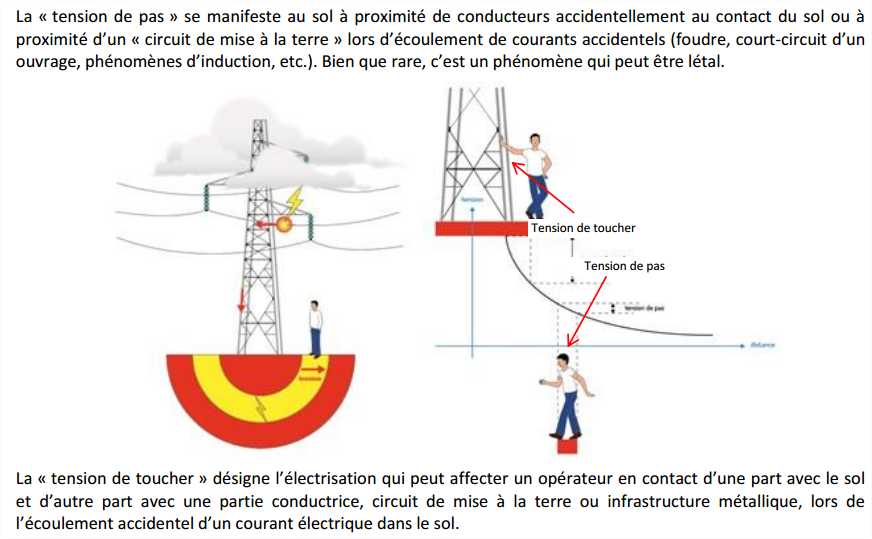 La « tension de pas » se manifeste au sol à proximité de conducteurs accidentellement au contact du sol ou à
proximité d’un « circuit de mise à la terre » lors d’écoulement de courants accidentels (foudre, court-circuit d’un
ouvrage, phénomènes d’induction, etc.). Bien que rare, c’est un phénomène qui peut être létal.
tension
Tension de toucher
Tension de pas
tension de pas
distance
La « tension de toucher » désigne l’électrisation qui peut affecter un opérateur en contact d’une part avec le sol
et d’autre part avec une partie conductrice, circuit de mise à la terre ou infrastructure métallique, lors de
l’écoulement accidentel d’un courant électrique dans le sol.